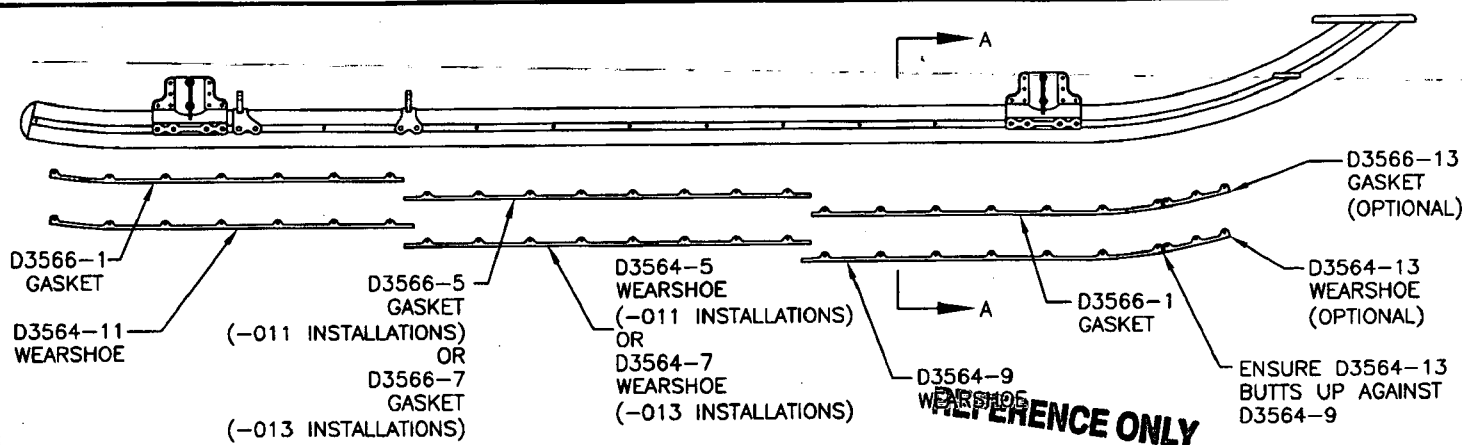 A
D3566-13
GASKET
(OPTIONAL)
D3566-1
GASKET
D3564-11
WEARSHOE
D3566-5
GASKET
(-011 INSTALLATIONS)
OR
D3566-7
GASKET
(-013 INSTALLATIONS)
D3564-5
WEARSHOE
(-011 INSTALLATIONS)
OR
D3564-7
WEARSHOE
(-013 INSTALLATIONS)
A
D3564-9
WEARSHOE
REFERENCE ONLY
D3566-1
GASKET
D3564-13
WEARSHOE
(OPTIONAL)
ENSURE D3564-13
BUTTS UP AGAINST
D3564-9